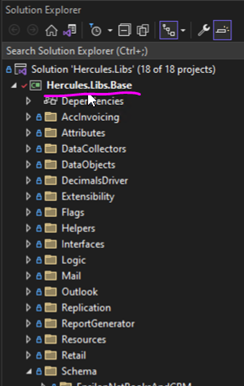 Solution Explorer
Search Solution Explorer (Ctrl+;)
Solution 'Hercules.Libs' (18 of 18 projects)
Hercules.Libs.Base
Dependencies
AccInvoicing
Attributes
DataCollectors
DataObjects
DecimalsDriver
Extensibility
Flags
Helpers
Interfaces
Logic
Mail
Outlook
Replication
ReportGenerator
Resources
Retail
Schema